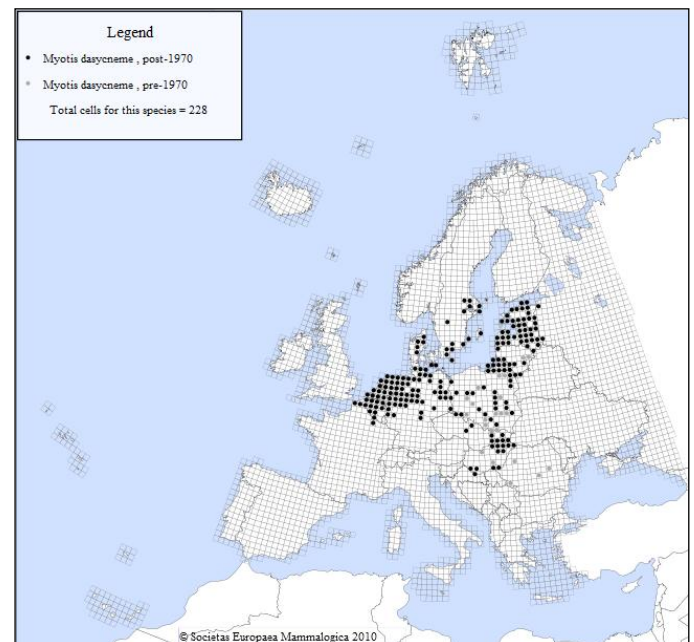 Legend
Myotis dasycneme , post-1970
Myotis dasycneme , pre-1970
Total cells for this species = 228
© Societas Europaea Mammalogica 2010